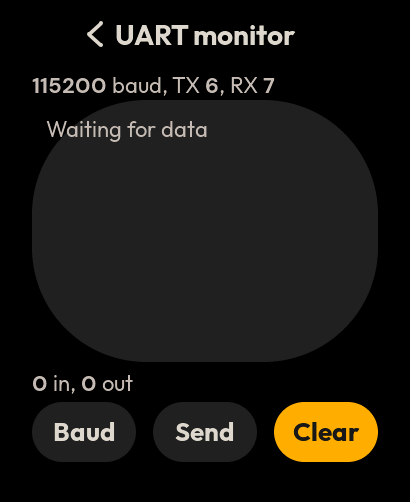 UART monitor
115200 baud, TX 6, RX 7
Waiting for data
0 in, 0 out
Baud Send Clear